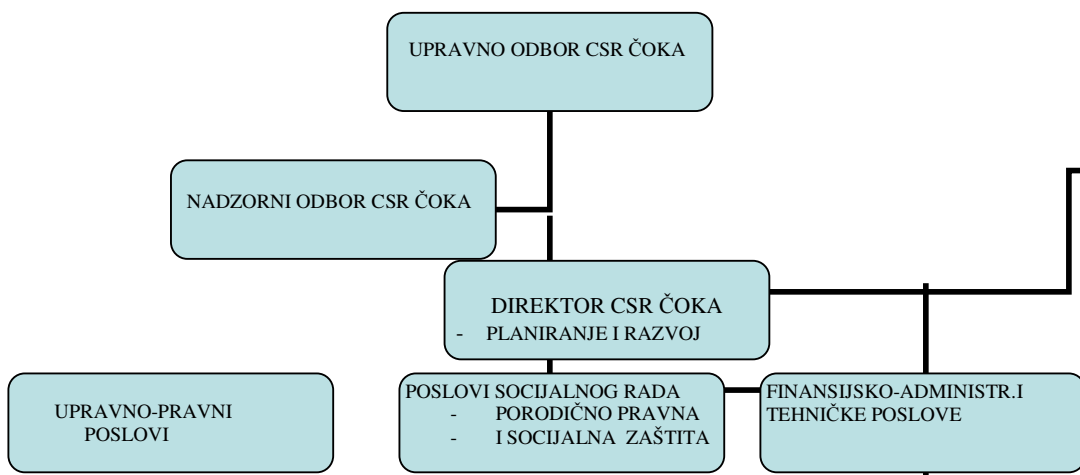 UPRAVNO ODBOR CSR ČOKA
NADZORNI ODBOR CSR ČOKA
DIREKTOR CSR ČOKA
- PLANIRANJE I RAZVOJ
UPRAVNO-PRAVNI
POSLOVI
POSLOVI SOCIJALNOG RADA
- PORODIČNO PRAVNA
- I SOCIJALNA ZAŠTITA
FINANSIJSKO-ADMINISTR.I
TEHNIČKE POSLOVE